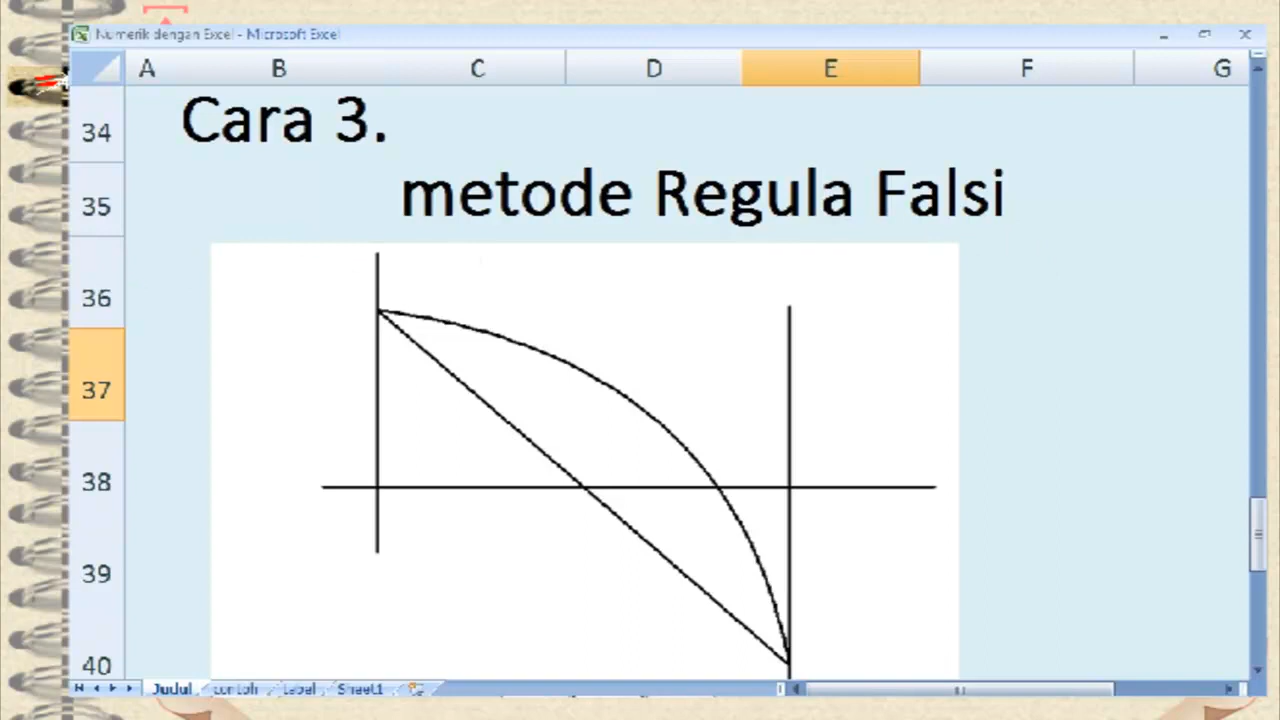 Numerik dengan Excel - Microsoft Excel
A B C D E F G
34 Cara 3.
35 metode Regula Falsi
36
37
38
39
40
Judul contoh Label Sheet1